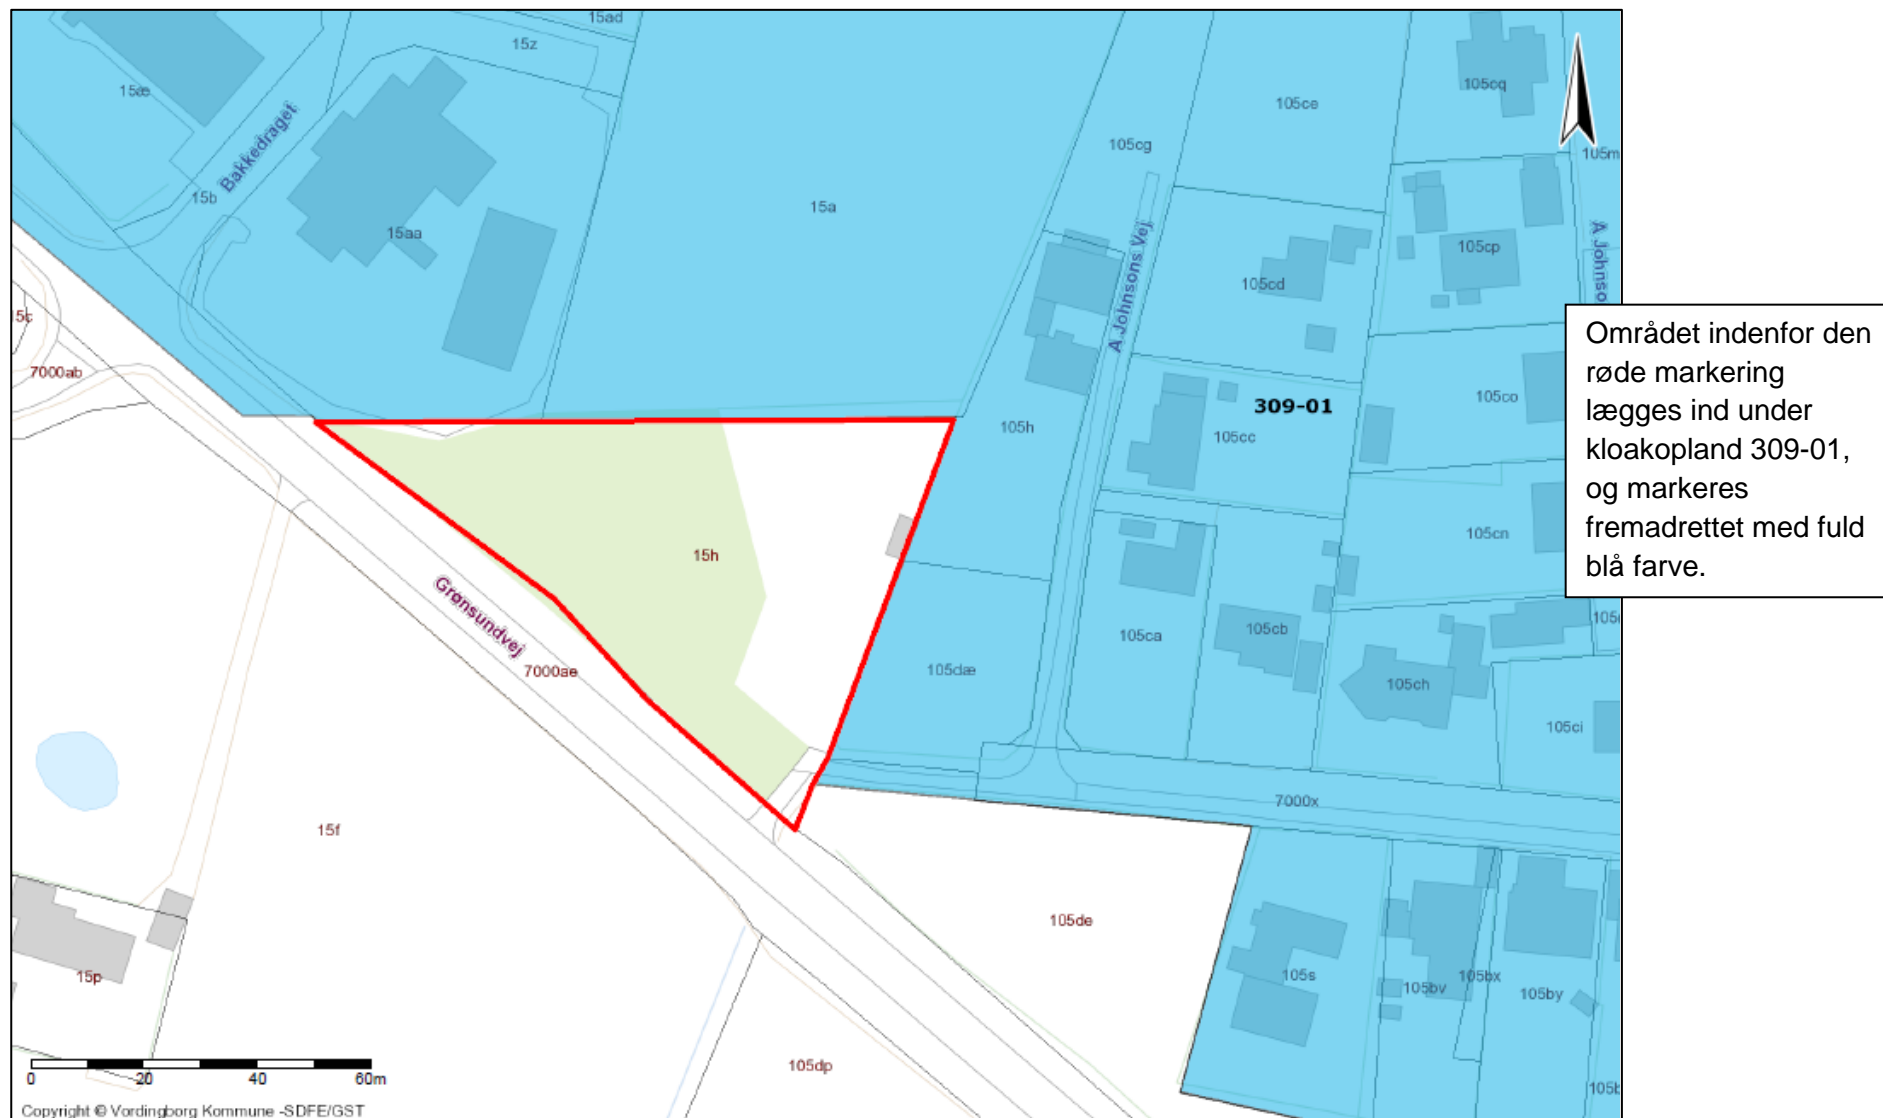 15ad
15z
15æ
105cq
105ce
105cg
105m
Bakkedraget
15b
15a
15aa
A Johnsons Vej
105cp
A Johnso
105cd
15c
7000ab
105co
309-01
105h
105cc
Området indenfor den
røde markering
lægges ind under
kloakopland 309-01,
og markeres
fremadrettet med fuld
blå farve.
15h
105cn
Grønsundvej
7000ae
105ca
105cb
105dæ
105ch
105ci
7000x
15f
105de
15p
105s
105bv
105bx
105by
105dp
0 20 40 60m
Copyright © Vordingborg Kommune -SDFE/GST